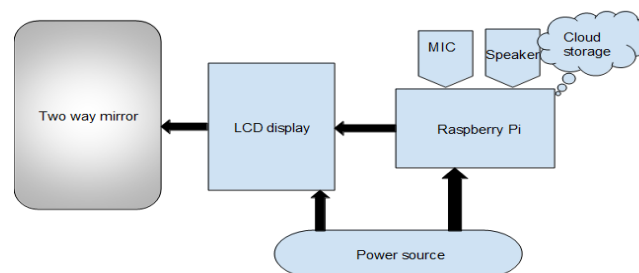 MIC
Speaker
Cloud
storage
Two way mirror
LCD display
Raspberry Pi
Power source